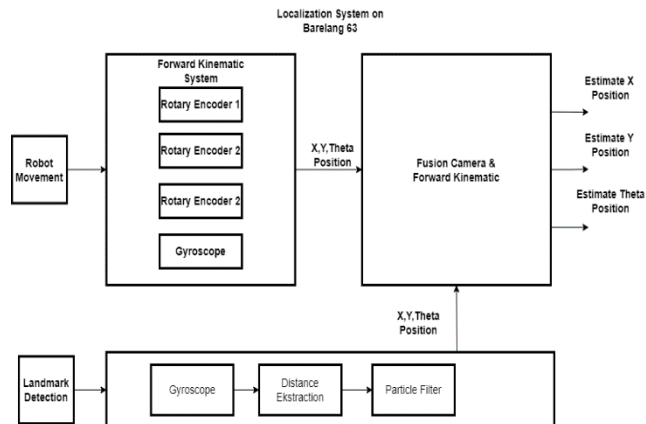 Localization System on
Barelang 63
Forward Kinematic
System
Rotary Encoder 1
Rotary Encoder 2
Rotary Encoder 2
Gyroscope
Robot
Movement
X,Y,Theta
Position
Fusion Camera &
Forward Kinematic
Estimate X
Position
Estimate Y
Position
Estimate Theta
Position
X,Y,Theta
Position
Landmark
Detection
Gyroscope
Distance
Ekstraction
Particle Filter